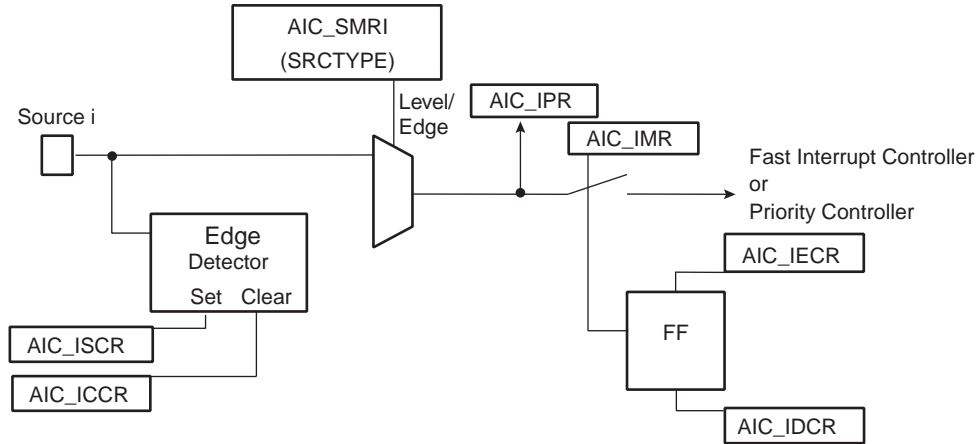 AIC_SMRI
(SRCTYPE)
Source i
Level/
Edge
AIC_IPR
AIC_IMR
Fast Interrupt Controller
or
Priority Controller
Edge
Detector
Set Clear
AIC_IECR
FF
AIC_ISCR
AIC_ICCR
AIC_IDCR